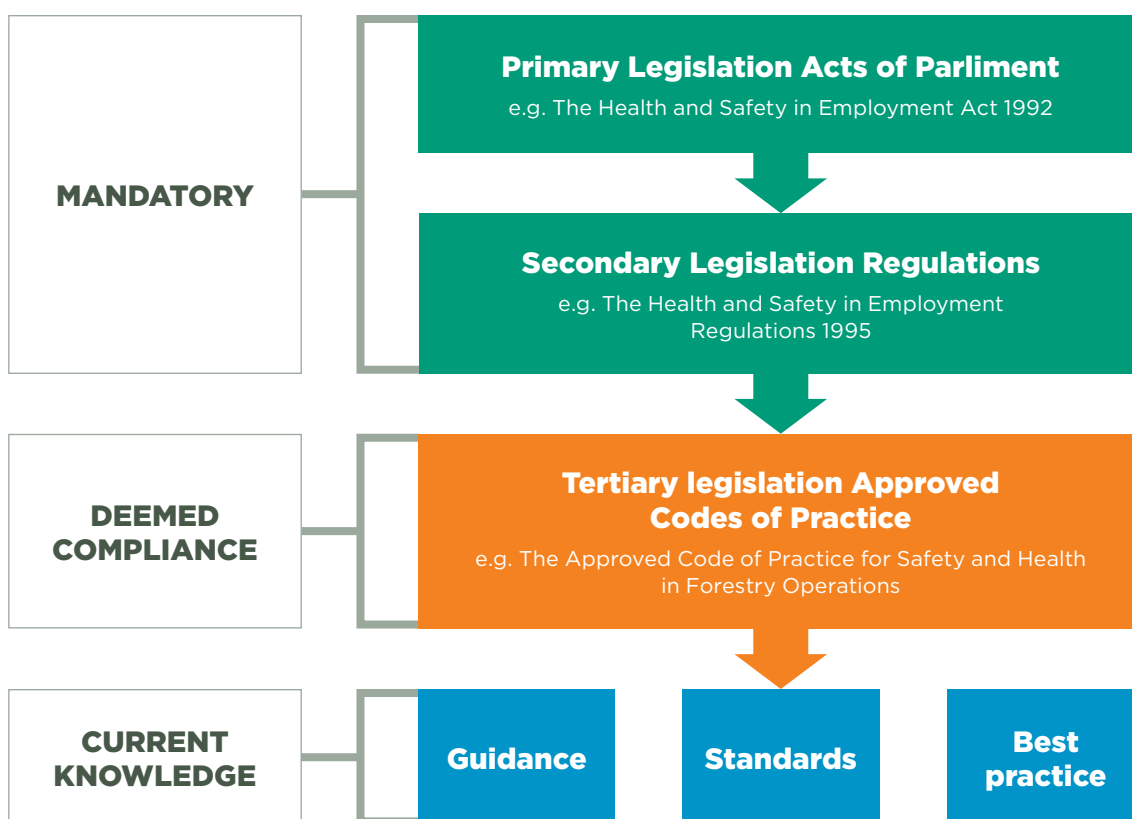 MANDATORY
Primary Legislation Acts of Parliment
e.g. The Health and Safety in Employment Act 1992
Secondary Legislation Regulations
e.g. The Health and Safety in Employment
Regulations 1995
DEEMED
COMPLIANCE
Tertiary legislation Approved
Codes of Practice
e.g. The Approved Code of Practice for Safety and Health
in Forestry Operations
CURRENT
KNOWLEDGE
Guidance
Standards
Best
practice